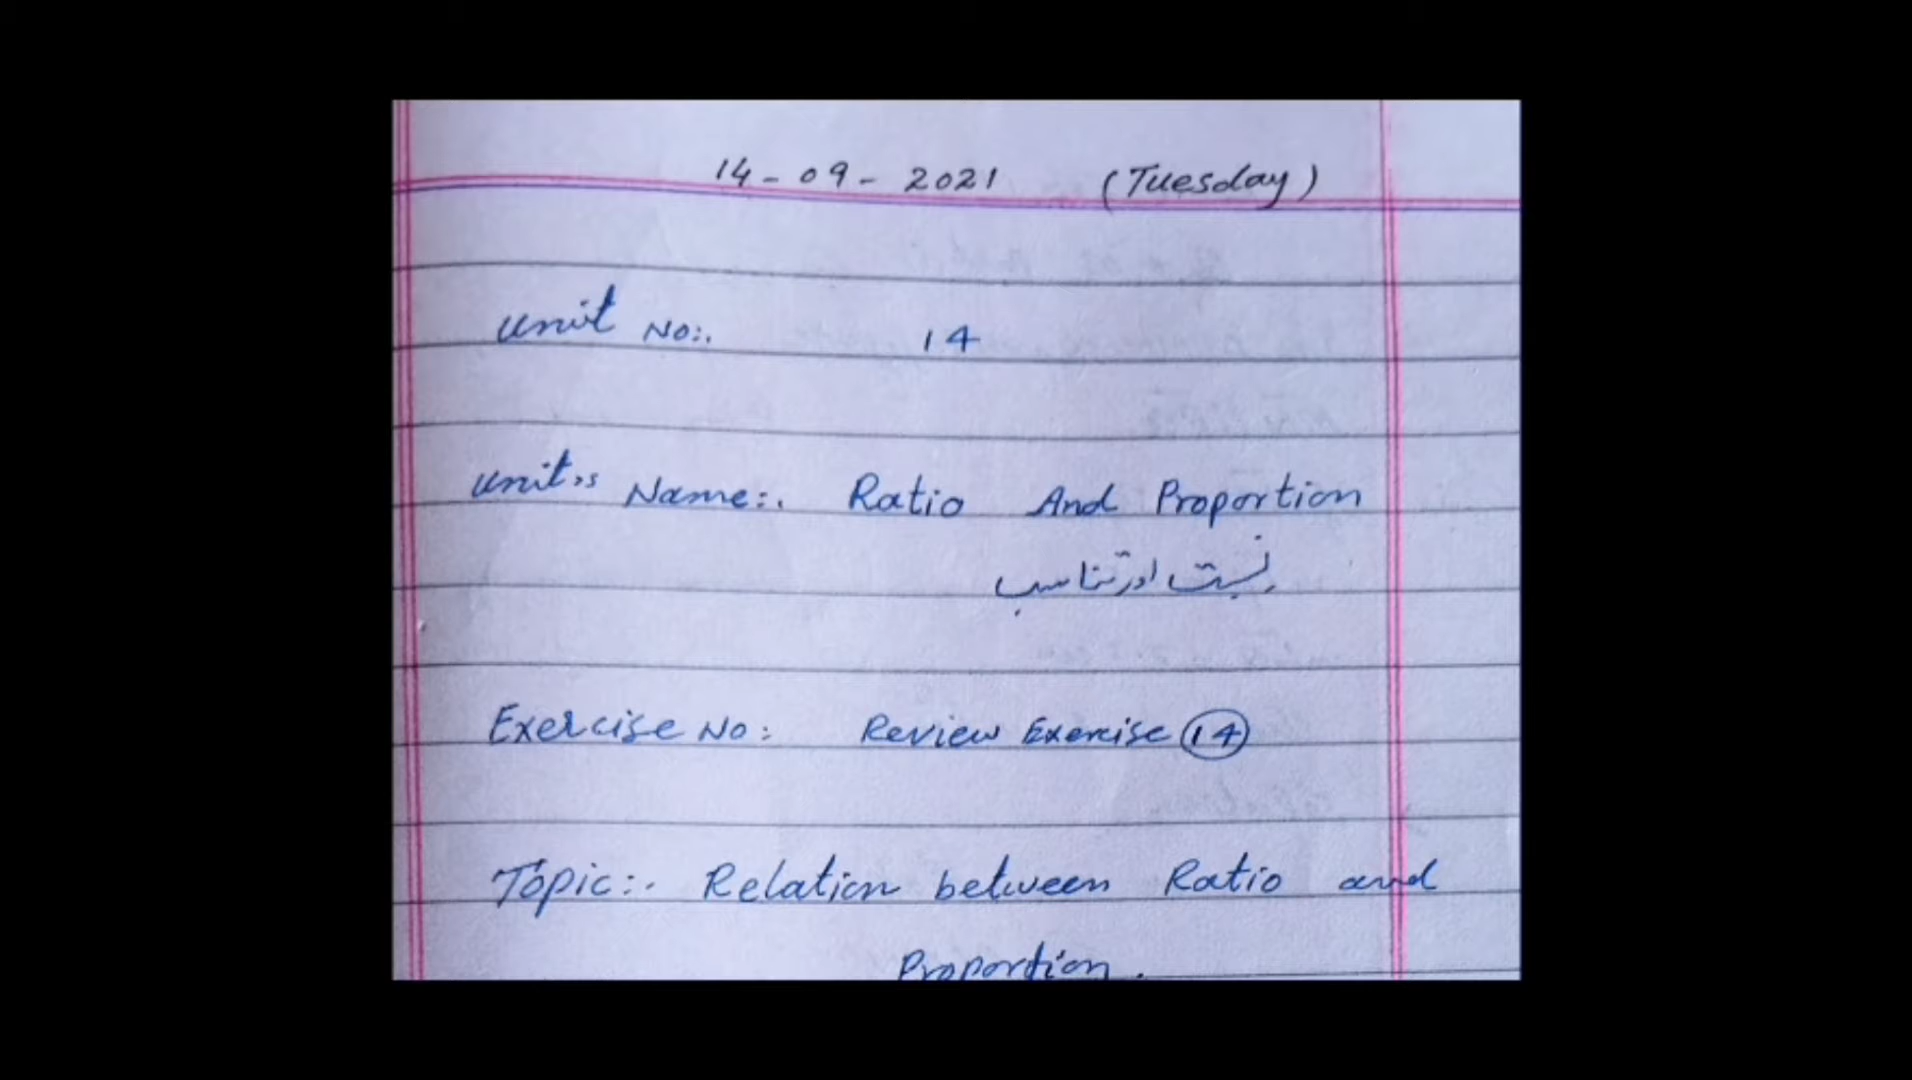 14-09-2021 (Tuesday)
Unit No:. 14
Unit,s Name:. Ratio And Proportion
نسبت اور تناسب
Exercise No: Review Exercise 14
Topic:. Relation between Ratio and
Proportion.